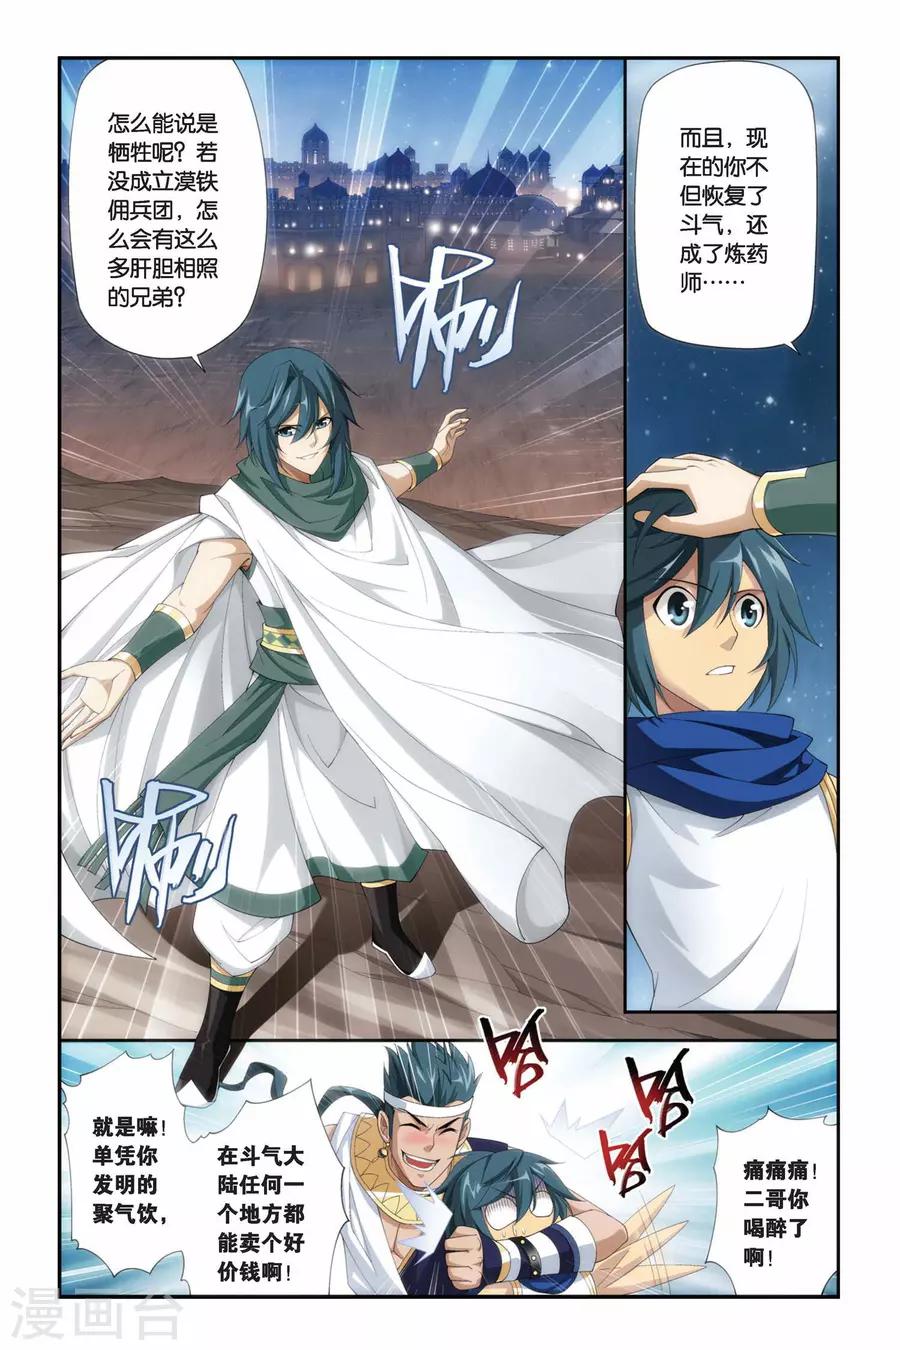 怎么能说是
牺牲呢？若
没成立漠铁
佣兵团，怎
么会有这么
多肝胆相照
的兄弟？
唰
而且，现
在的你不
但恢复了
斗气，还
成了炼药
师……
唰
就是嘛！
单凭你
发明的
聚气饮，
在斗气大
陆任何一
个地方都
能卖个好
价钱啊！
哈
哈
哈
痛痛痛！
二哥你
喝醉了
啊！
漫画台